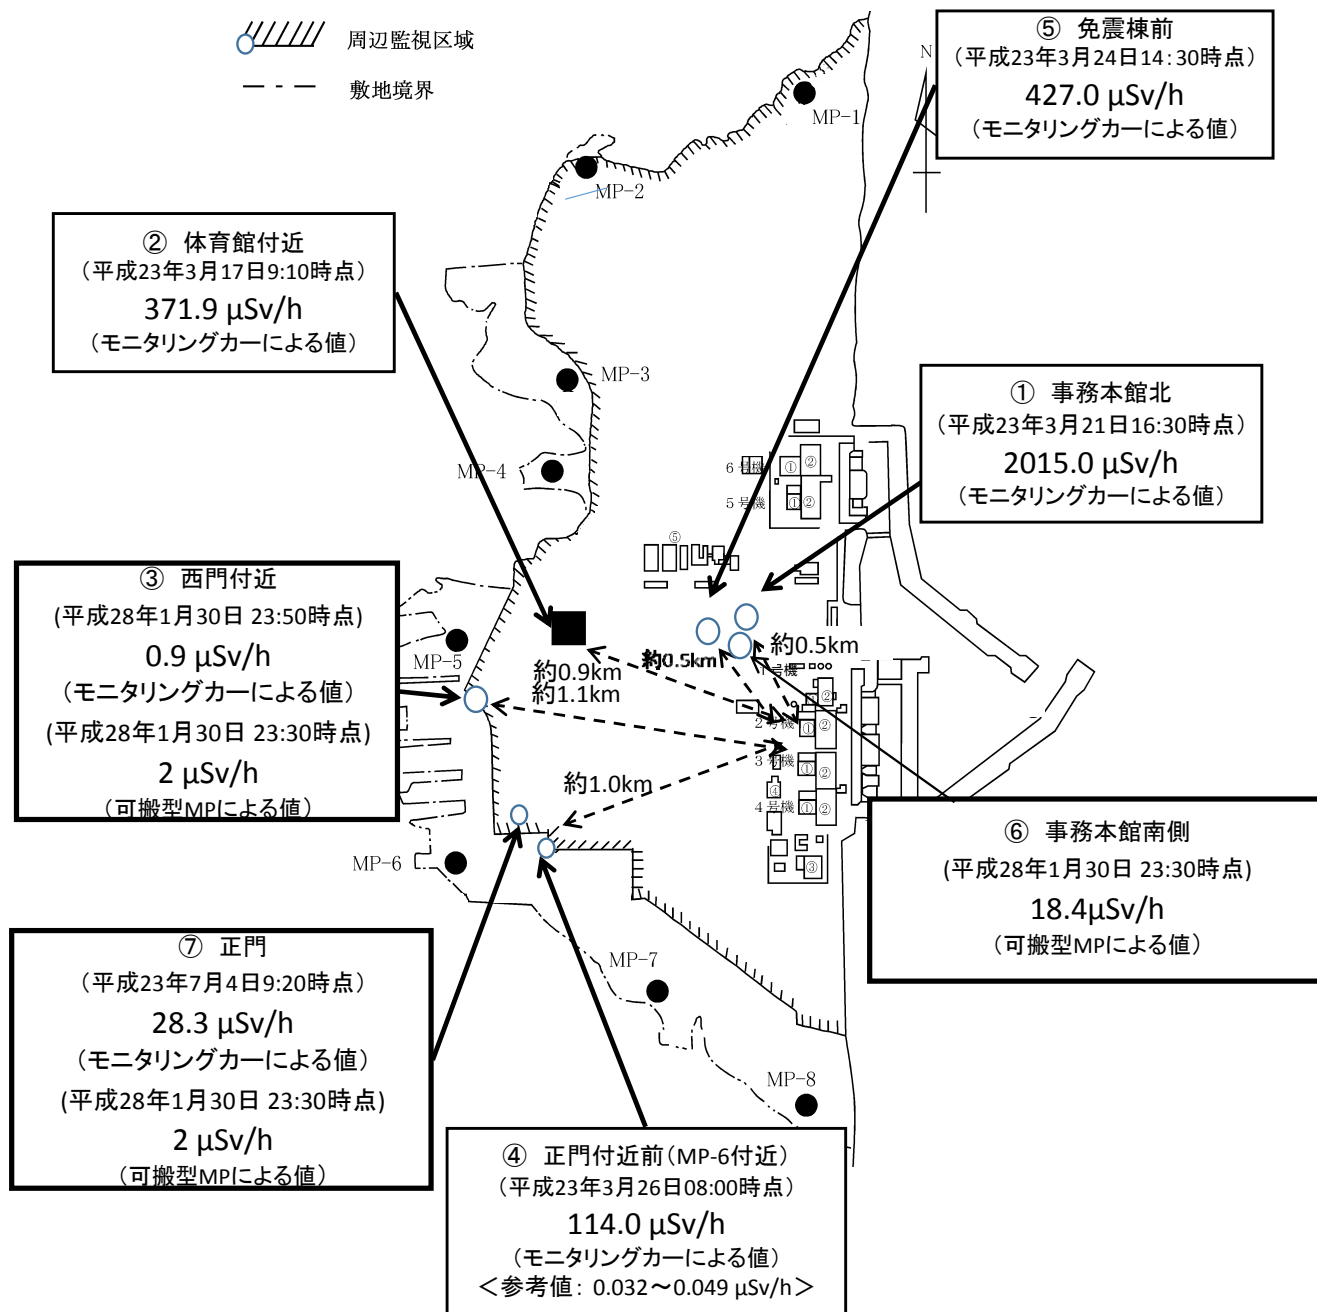 周辺監視区域
敷地境界
⑤ 免震棟前
（平成23年3月24日14:30時点）
427.0 μSv/h
（モニタリングカーによる値）
N
MP-1
MP-2
② 体育館付近
（平成23年3月17日9:10時点）
371.9 μSv/h
（モニタリングカーによる値）
MP-3
MP-4
① 事務本館北
（平成23年3月21日16:30時点）
2015.0 μSv/h
（モニタリングカーによる値）
6号機
①
②
5号機
①
②
⑤
③ 西門付近
(平成28年1月30日 23:50時点)
0.9 μSv/h
（モニタリングカーによる値）
(平成28年1月30日 23:30時点)
2 μSv/h
（可搬型MPによる値）
MP-5
約0.9km
約1.1km
約0.5km
約0.5km
1号機
②
2号機
①
②
3号機
①
②
④
4号機
①
②
③
約1.0km
MP-6
⑥ 事務本館南側
(平成28年1月30日 23:30時点)
18.4μSv/h
（可搬型MPによる値）
⑦ 正門
（平成23年7月4日9:20時点）
28.3 μSv/h
（モニタリングカーによる値）
(平成28年1月30日 23:30時点)
2 μSv/h
（可搬型MPによる値）
MP-7
MP-8
④ 正門付近前（MP-6付近）
（平成23年3月26日08:00時点）
114.0 μSv/h
（モニタリングカーによる値）
＜参考値: 0.032～0.049 μSv/h＞